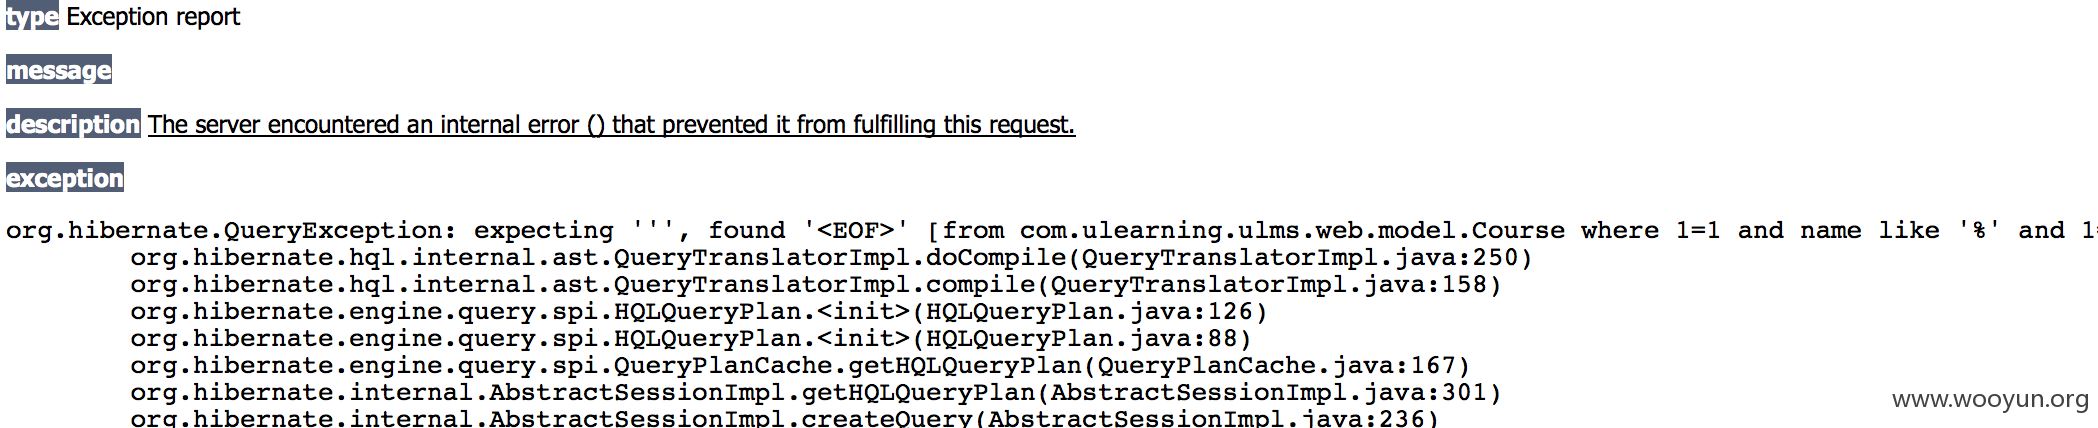 type Exception report
message
description The server encountered an internal error () that prevented it from fulfilling this request.
exception
org.hibernate.QueryException: expecting ''', found '<EOF>' [from com.ulearning.ulms.web.model.Course where 1=1 and name like '%' and 1=
org.hibernate.hql.internal.ast.QueryTranslatorImpl.doCompile(QueryTranslatorImpl.java:250)
org.hibernate.hql.internal.ast.QueryTranslatorImpl.compile(QueryTranslatorImpl.java:158)
org.hibernate.engine.query.spi.HQLQueryPlan.<init>(HQLQueryPlan.java:126)
org.hibernate.engine.query.spi.HQLQueryPlan.<init>(HQLQueryPlan.java:88)
org.hibernate.engine.query.spi.QueryPlanCache.getHQLQueryPlan(QueryPlanCache.java:167)
org.hibernate.internal.AbstractSessionImpl.getHQLQueryPlan(AbstractSessionImpl.java:301)
org.hibernate.internal.AbstractSessionImpl.createQuery(AbstractSessionImpl.java:236)
www.wooyun.org